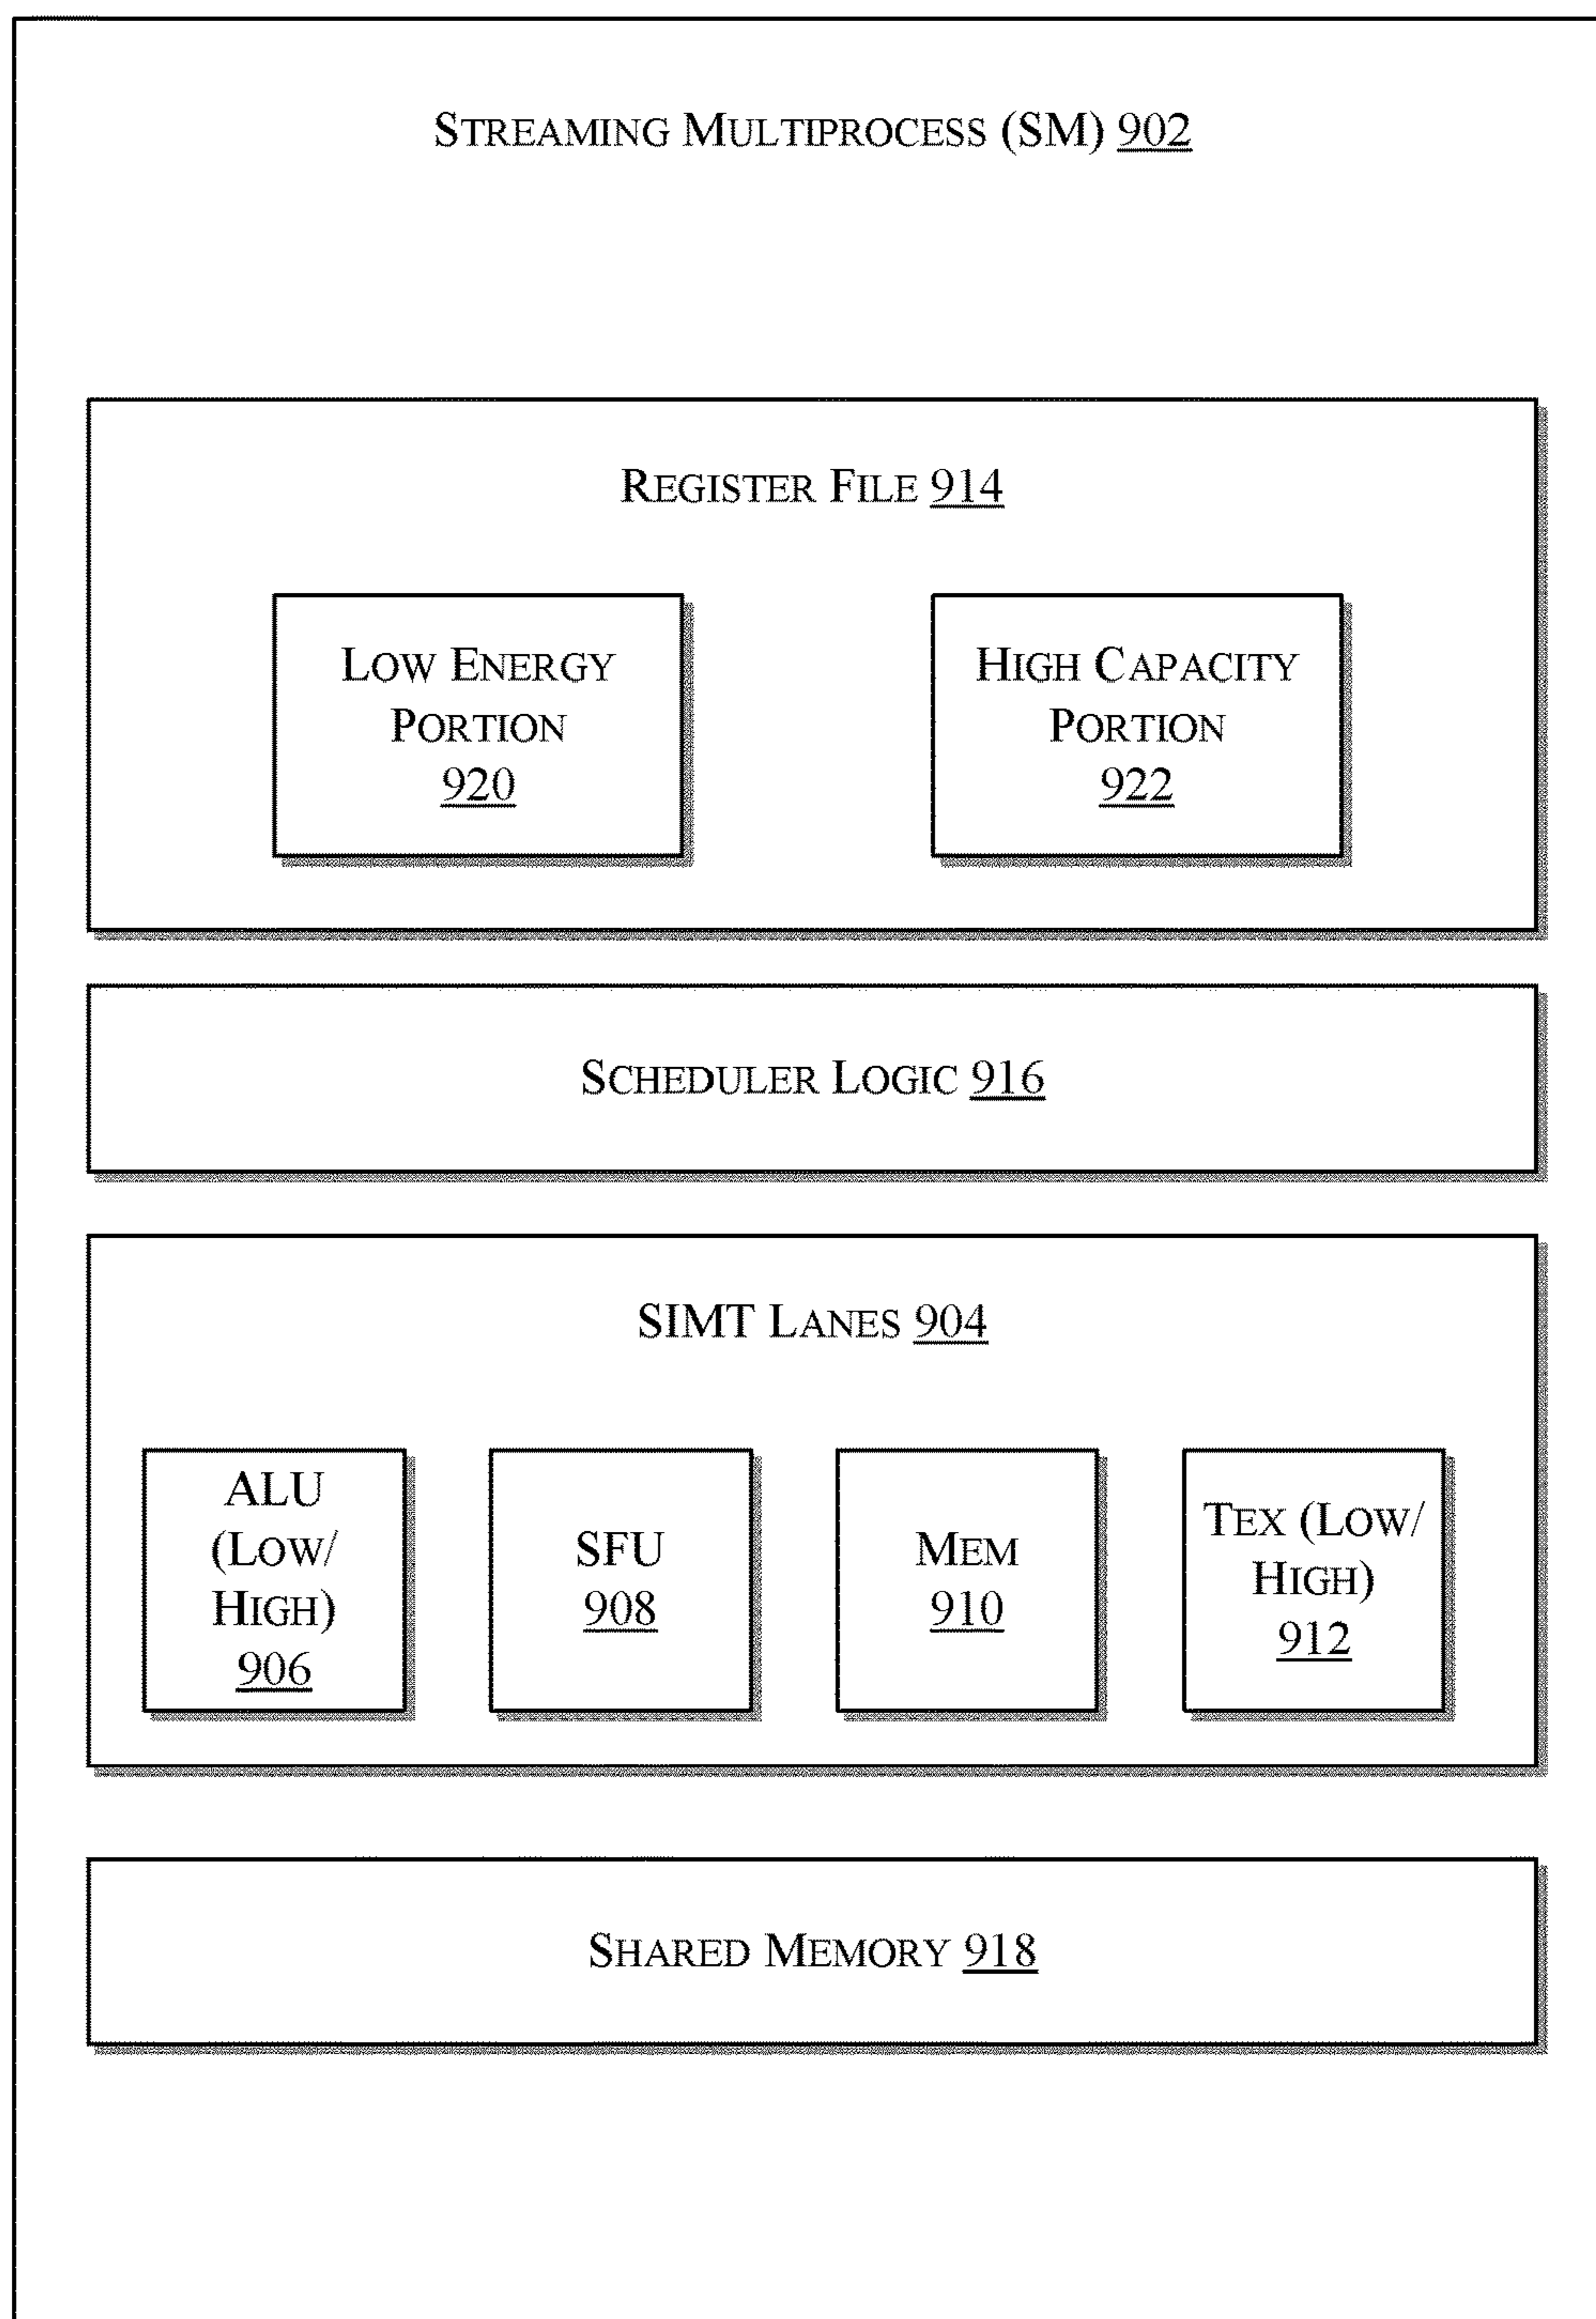 STREAMING MULTIPROCESS (SM) 902
REGISTER FILE 914
LOW ENERGY
PORTION
920
HIGH CAPACITY
PORTION
922
SCHEDULER LOGIC 916
SIMT LANES 904
ALU
(LOW/
HIGH)
906
SFU
908
MEM
910
TEX (LOW/
HIGH)
912
SHARED MEMORY 918